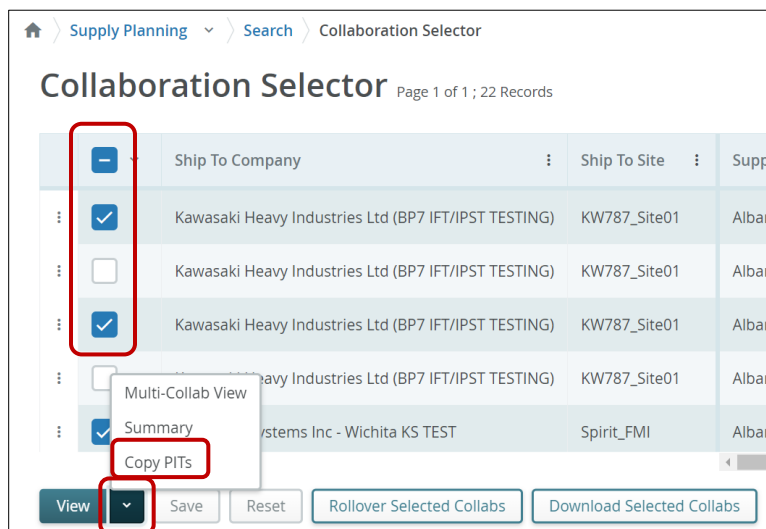 Supply Planning Search Collaboration Selector
Collaboration Selector Page 1 of 1 ; 22 Records
Ship To Company Ship To Site
Kawasaki Heavy Industries Ltd (BP7 IFT/IPST TESTING) KW787_Site01
Kawasaki Heavy Industries Ltd (BP7 IFT/IPST TESTING) KW787_Site01
Kawasaki Heavy Industries Ltd (BP7 IFT/IPST TESTING) KW787_Site01
Heavy Industries Ltd (BP7 IFT/IPST TESTING) KW787_Site01
Multi-Collab View
Summary
Inc - Wichita KS TEST Spirit_FMI
Copy PITs
View Save Reset Rollover Selected Collabs Download Selected Collabs